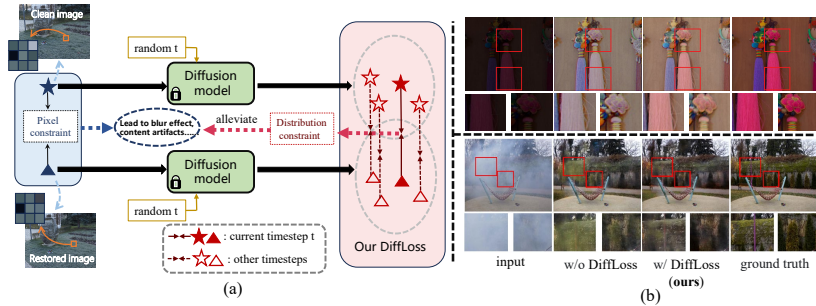 Clean image
random t
Diffusion
model
Pixel
constraint
Lead to blur effect,
content artifacts.....
alleviate
Distribution
constraint
Diffusion
model
random t
Restored image
: current timestep t
: other timesteps
Our DiffLoss
(a)
input
w/o DiffLoss
w/ DiffLoss
(ours)
ground truth
(b)